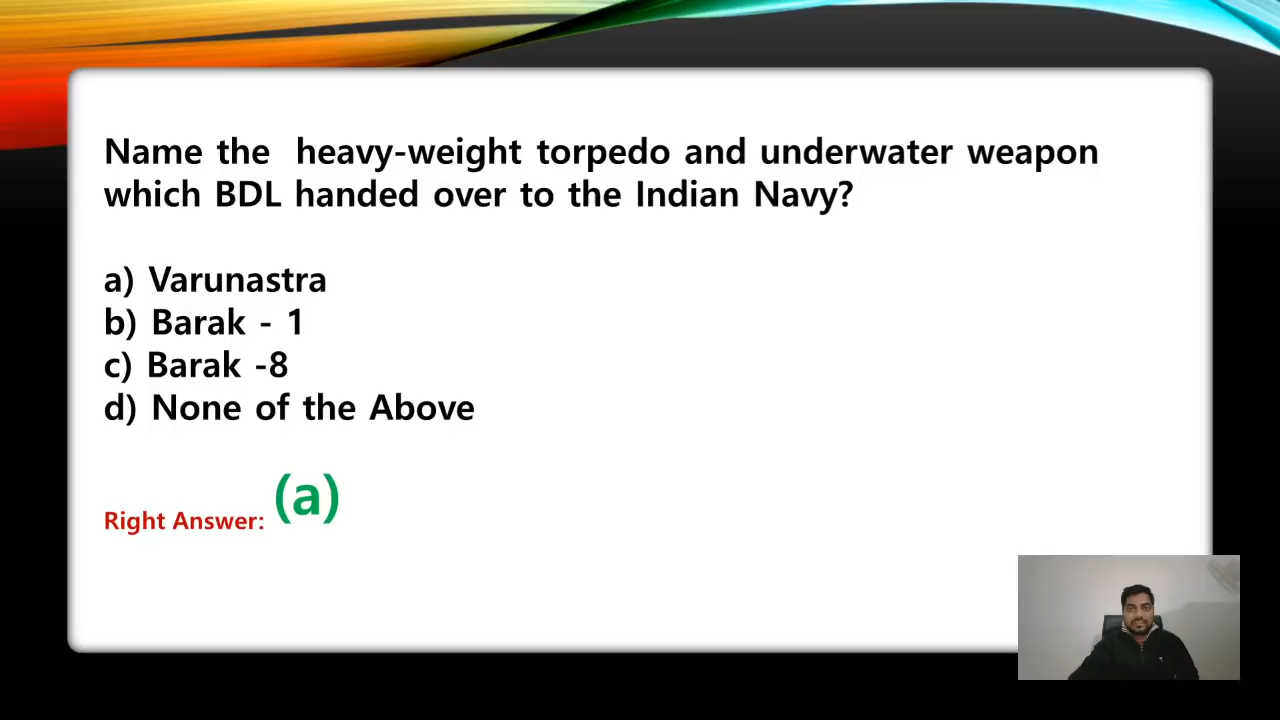 Name the heavy-weight torpedo and underwater weapon
which BDL handed over to the Indian Navy?
a) Varunastra
b) Barak - 1
c) Barak -8
d) None of the Above
Right Answer: (a)